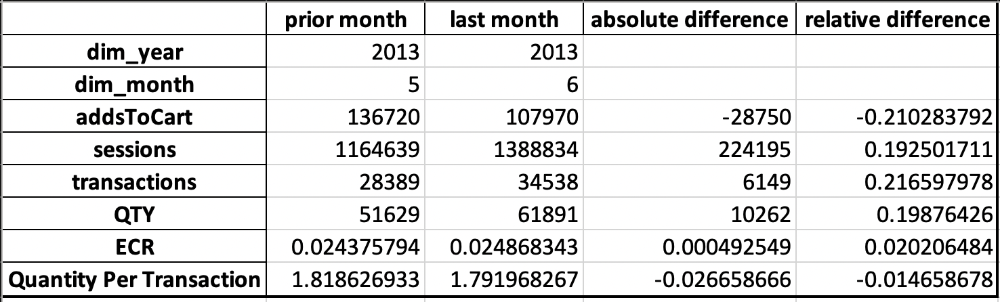 prior month last month absolute difference relative difference
dim_year 2013 2013
dim_month 5 6
addsToCart 136720 107970 -28750 -0.210283792
sessions 1164639 1388834 224195 0.192501711
transactions 28389 34538 6149 0.216597978
QTY 51629 61891 10262 0.19876426
ECR 0.024375794 0.024868343 0.000492549 0.020206484
Quantity Per Transaction 1.818626933 1.791968267 -0.026658666 -0.014658678